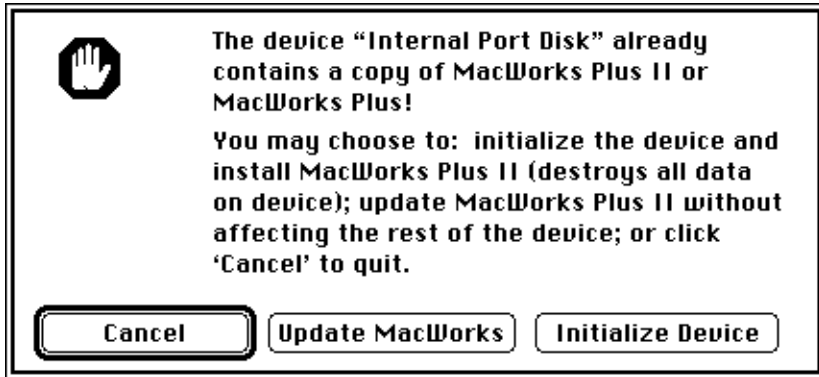 The device “Internal Port Disk” already
contains a copy of MacWorks Plus II or
MacWorks Plus!
You may choose to:  initialize the device and
install MacWorks Plus II (destroys all data
on device); update MacWorks Plus II without
affecting the rest of the device; or click
‘Cancel’ to quit.
Cancel
Update MacWorks
Initialize Device